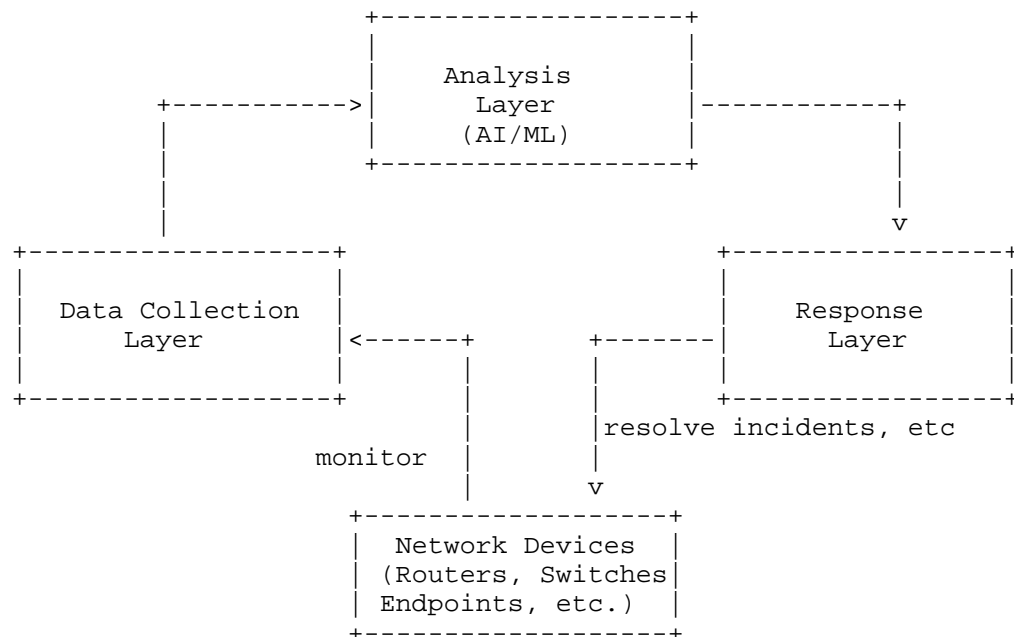 Analysis
Layer
(AI/ML)
Data Collection
Layer
Response
Layer
resolve incidents, etc
monitor
Network Devices
(Routers, Switches
Endpoints, etc.)